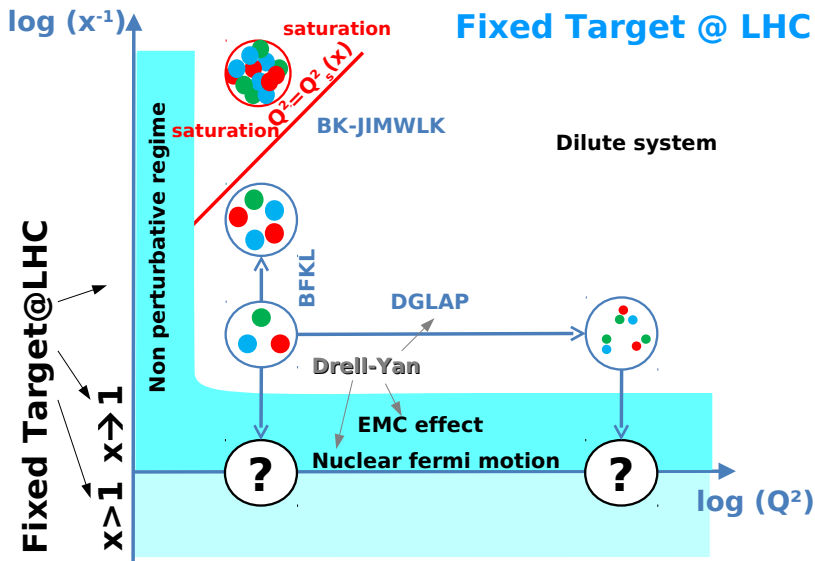 log (x⁻¹)
Fixed Target @ LHC
saturation
Q²=Q²ₛ(x)
saturation
BK-JIMWLK
Dilute system
Non perturbative regime
BFKL
DGLAP
Fixed Target@LHC
Drell-Yan
x→1
EMC effect
Nuclear fermi motion
?
?
x>1
log (Q²)